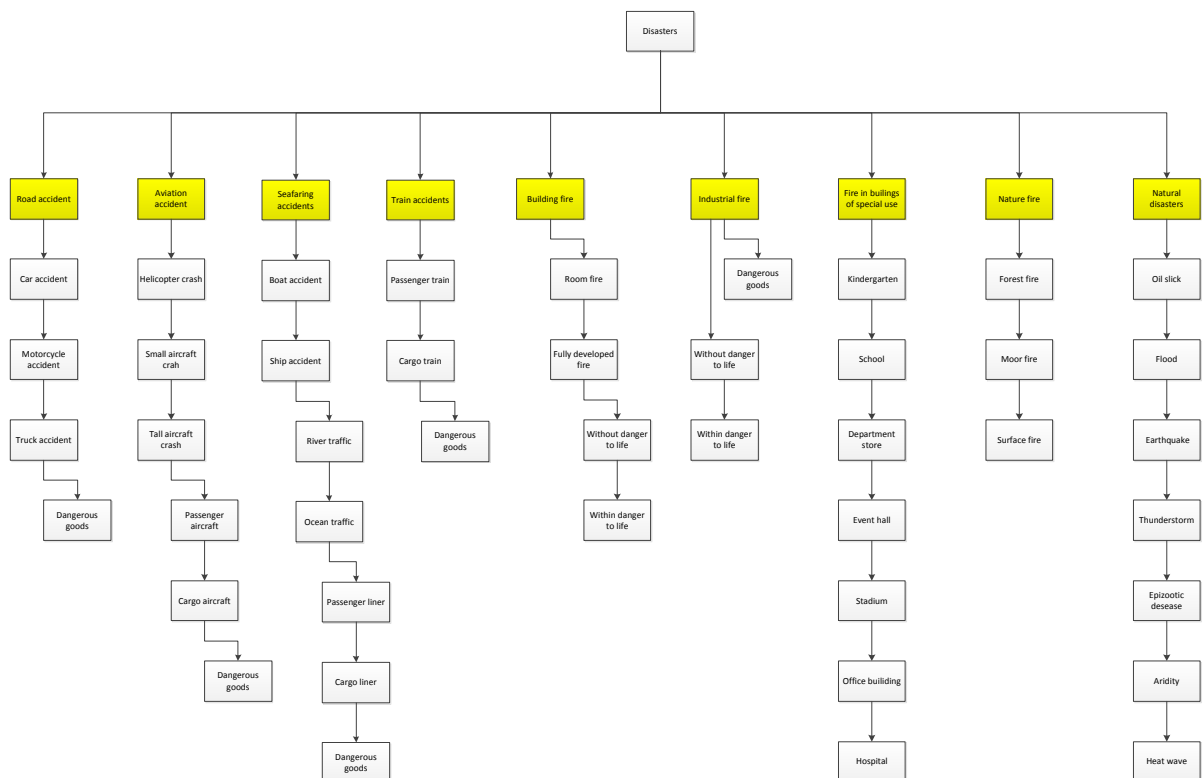 Disasters
Road accident
Aviation
accident
Seafaring
accidents
Train accidents
Building fire
Industrial fire
Fire in builings
of special use
Nature fire
Natural
disasters
Car accident
Helicopter crash
Boat accident
Passenger train
Room fire
Dangerous
goods
Kindergarten
Forest fire
Oil slick
Motorcycle
accident
Small aircraft
crah
Ship accident
Cargo train
Fully developed
fire
Without danger
to life
School
Moor fire
Flood
Truck accident
Tall aircraft
crash
River traffic
Dangerous
goods
Without danger
to life
Within danger
to life
Department
store
Surface fire
Earthquake
Dangerous
goods
Passenger
aircraft
Ocean traffic
Within danger
to life
Event hall
Thunderstorm
Cargo aircraft
Passenger liner
Stadium
Epizootic
desease
Dangerous
goods
Cargo liner
Office builiding
Aridity
Dangerous
goods
Hospital
Heat wave